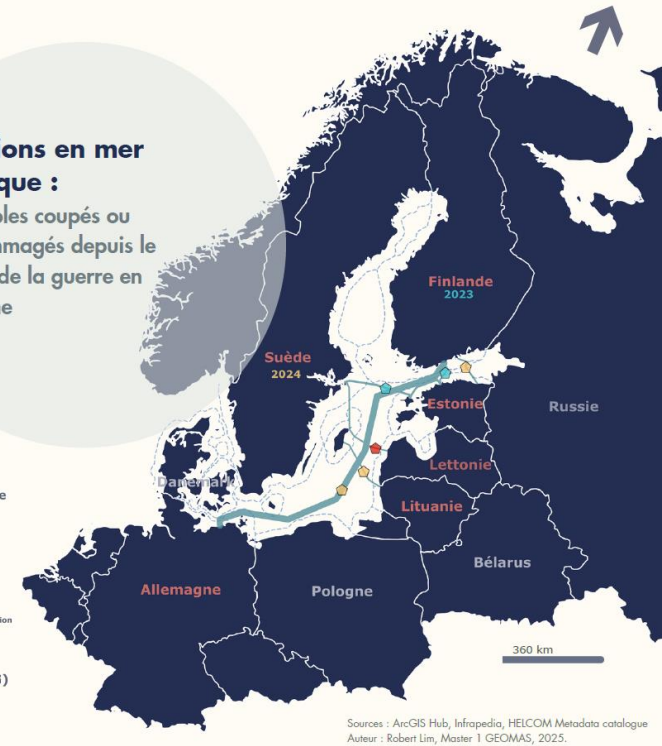 ions en mer
que :
bles coupés ou
nmagés depuis le
de la guerre en
ne
Finlande
2023
Suède
2024
Estonie
Russie
Lettonie
Danemark
Lituanie
e
Bélarus
Allemagne
Pologne
ion
360 km
)
Sources : ArcGIS Hub, Infrapedia, HELCOM Metadata catalogue
Auteur : Robert Lim, Master 1 GEOMAS, 2025.